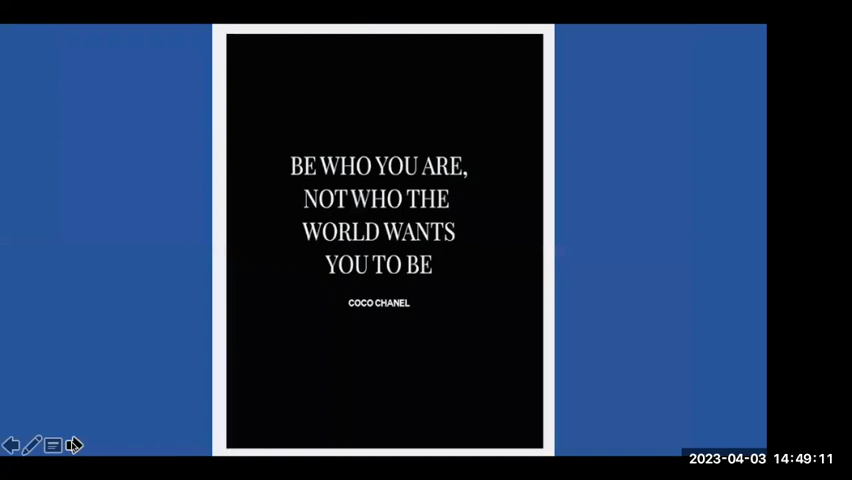 BE WHO YOU ARE,
NOT WHO THE
WORLD WANTS
YOU TO BE
COCO CHANEL
2023-04-03 14:49:11